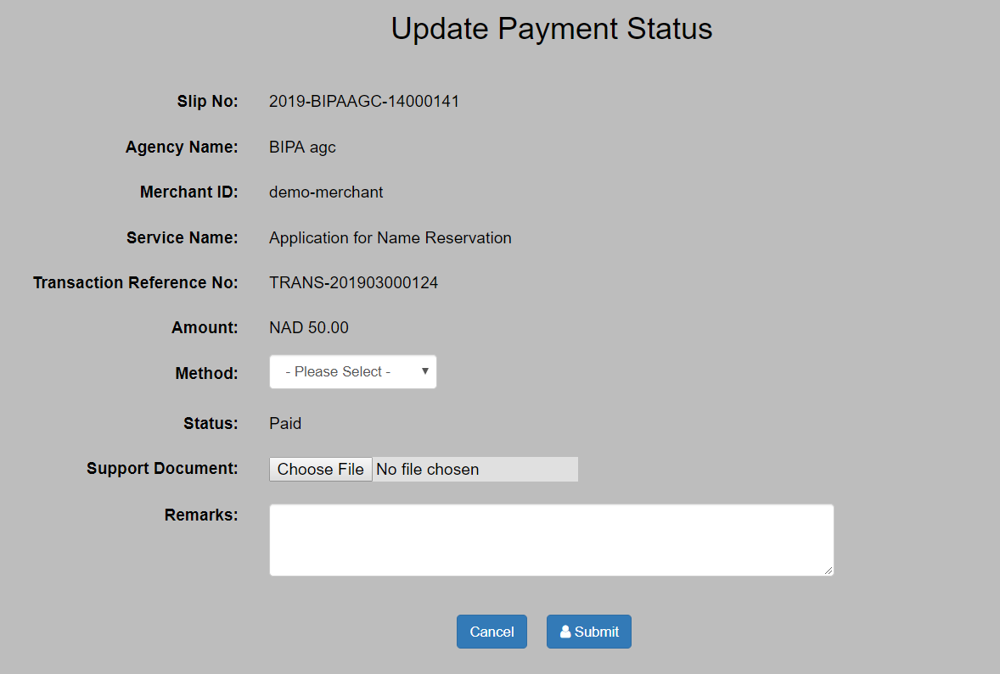 Update Payment Status
Slip No: 2019-BIPAAGC-14000141
Agency Name: BIPA agc
Merchant ID: demo-merchant
Service Name: Application for Name Reservation
Transaction Reference No: TRANS-201903000124
Amount: NAD 50.00
Method: - Please Select -
Status: Paid
Support Document: Choose File No file chosen
Remarks:
Cancel Submit